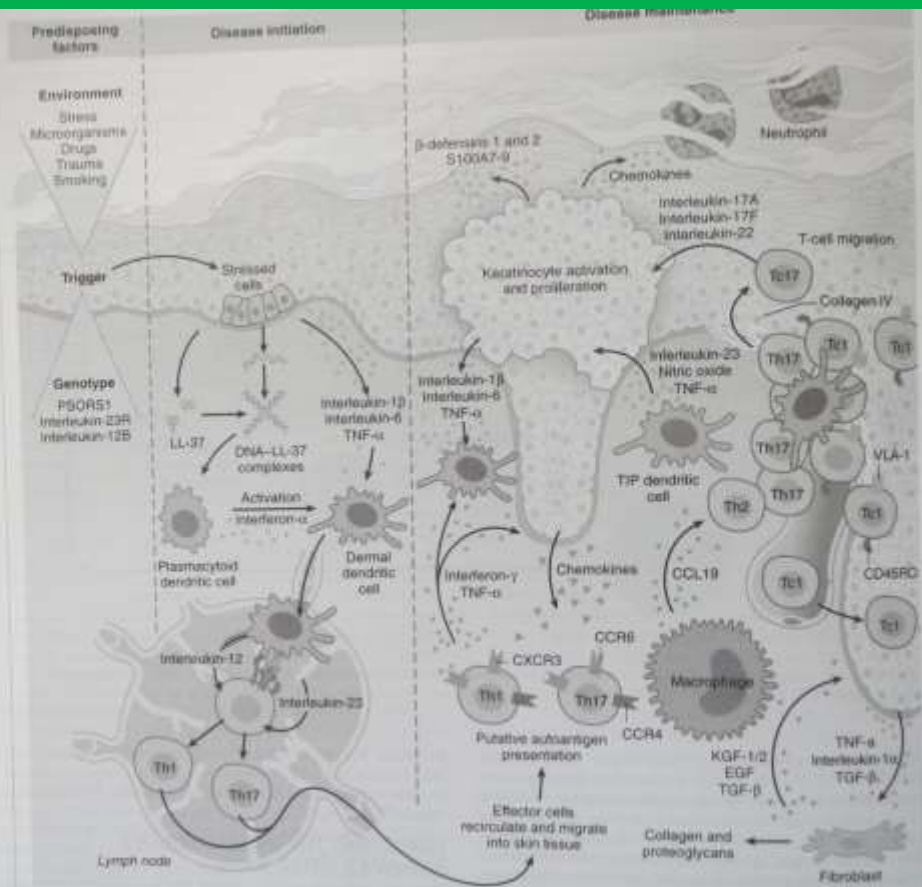 Predisposing
factors
Disease initiation
Disease maintenance
Environment
Stress
Microorganisms
Drugs
Trauma
Smoking
Trigger
Genotype
PSORS1
Interleukin-23R
Interleukin-12B
Stressed
cells
LL-37
DNA–LL-37
complexes
Interleukin-1β
Interleukin-6
TNF-α
Activation
Interferon-α
Plasmacytoid
dendritic cell
Dermal
dendritic
cell
Interleukin-12
Interleukin-23
Th1
Th17
Lymph node
β-defensins 1 and 2
S100A7-9
Chemokines
Neutrophil
Interleukin-17A
Interleukin-17F
Interleukin-22
T-cell migration
Keratinocyte activation
and proliferation
Tc17
Collagen IV
Interleukin-1β
Interleukin-6
TNF-α
Interleukin-23
Nitric oxide
TNF-α
Th17
Tc1
Tc1
TIP dendritic
cell
Th17
VLA-1
Th2
Th17
Tc1
Interferon-γ
TNF-α
Chemokines
CCL19
Tc1
CD45RO
Tc1
CCR6
CXCR3
Th1
Th17
CCR4
Macrophage
Putative autoantigen
presentation
KGF-1/2
EGF
TGF-β
TNF-α
Interleukin-1α
TGF-β
Effector cells
recirculate and migrate
into skin tissue
Collagen and
proteoglycans
Fibroblast